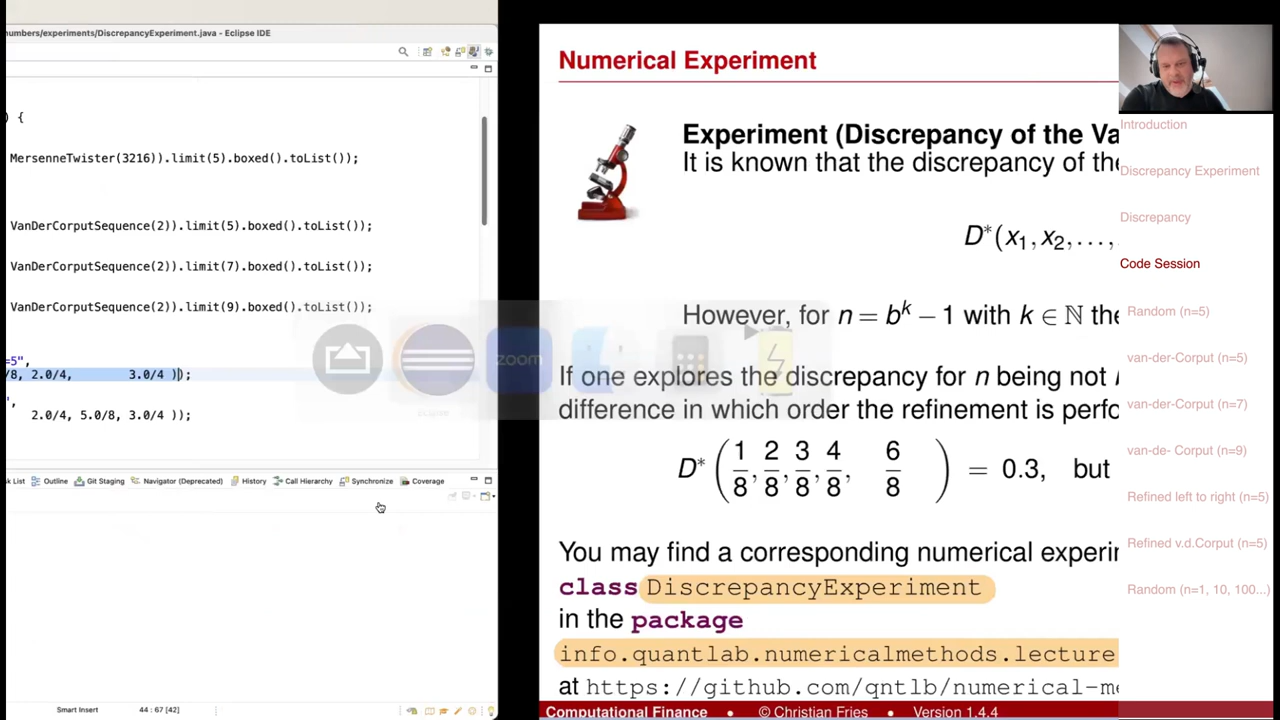 numbers/experiments/DiscrepancyExperiment.java - Eclipse IDE
) {
MersenneTwister(3216)).limit(5).boxed().toList());
VanDerCorputSequence(2)).limit(5).boxed().toList());
VanDerCorputSequence(2)).limit(7).boxed().toList());
VanDerCorputSequence(2)).limit(9).boxed().toList());
=5",
/8, 2.0/4, 3.0/4 ));
",
2.0/4, 5.0/8, 3.0/4 ));
sk List Outline Git Staging Navigator (Deprecated) History Call Hierarchy Synchronize Coverage
Smart Insert 44 : 67 [42]
zoom
Numerical Experiment
Experiment (Discrepancy of the Va
It is known that the discrepancy of the
D*(x1, x2, ...,
However, for n = b^k − 1 with k ∈ ℕ the
If one explores the discrepancy for n being not
difference in which order the refinement is perfo
D* ( 1/8, 2/8, 3/8, 4/8, 6/8 ) = 0.3, but
You may find a corresponding numerical experi
class DiscrepancyExperiment
in the package
info.quantlab.numericalmethods.lecture
at https://github.com/qntlb/numerical-me
Computational Finance • © Christian Fries • Version 1.4.4
Introduction
Discrepancy Experiment
Discrepancy
Code Session
Random (n=5)
van-der-Corput (n=5)
van-der-Corput (n=7)
van-de- Corput (n=9)
Refined left to right (n=5)
Refined v.d.Corput (n=5)
Random (n=1, 10, 100...)